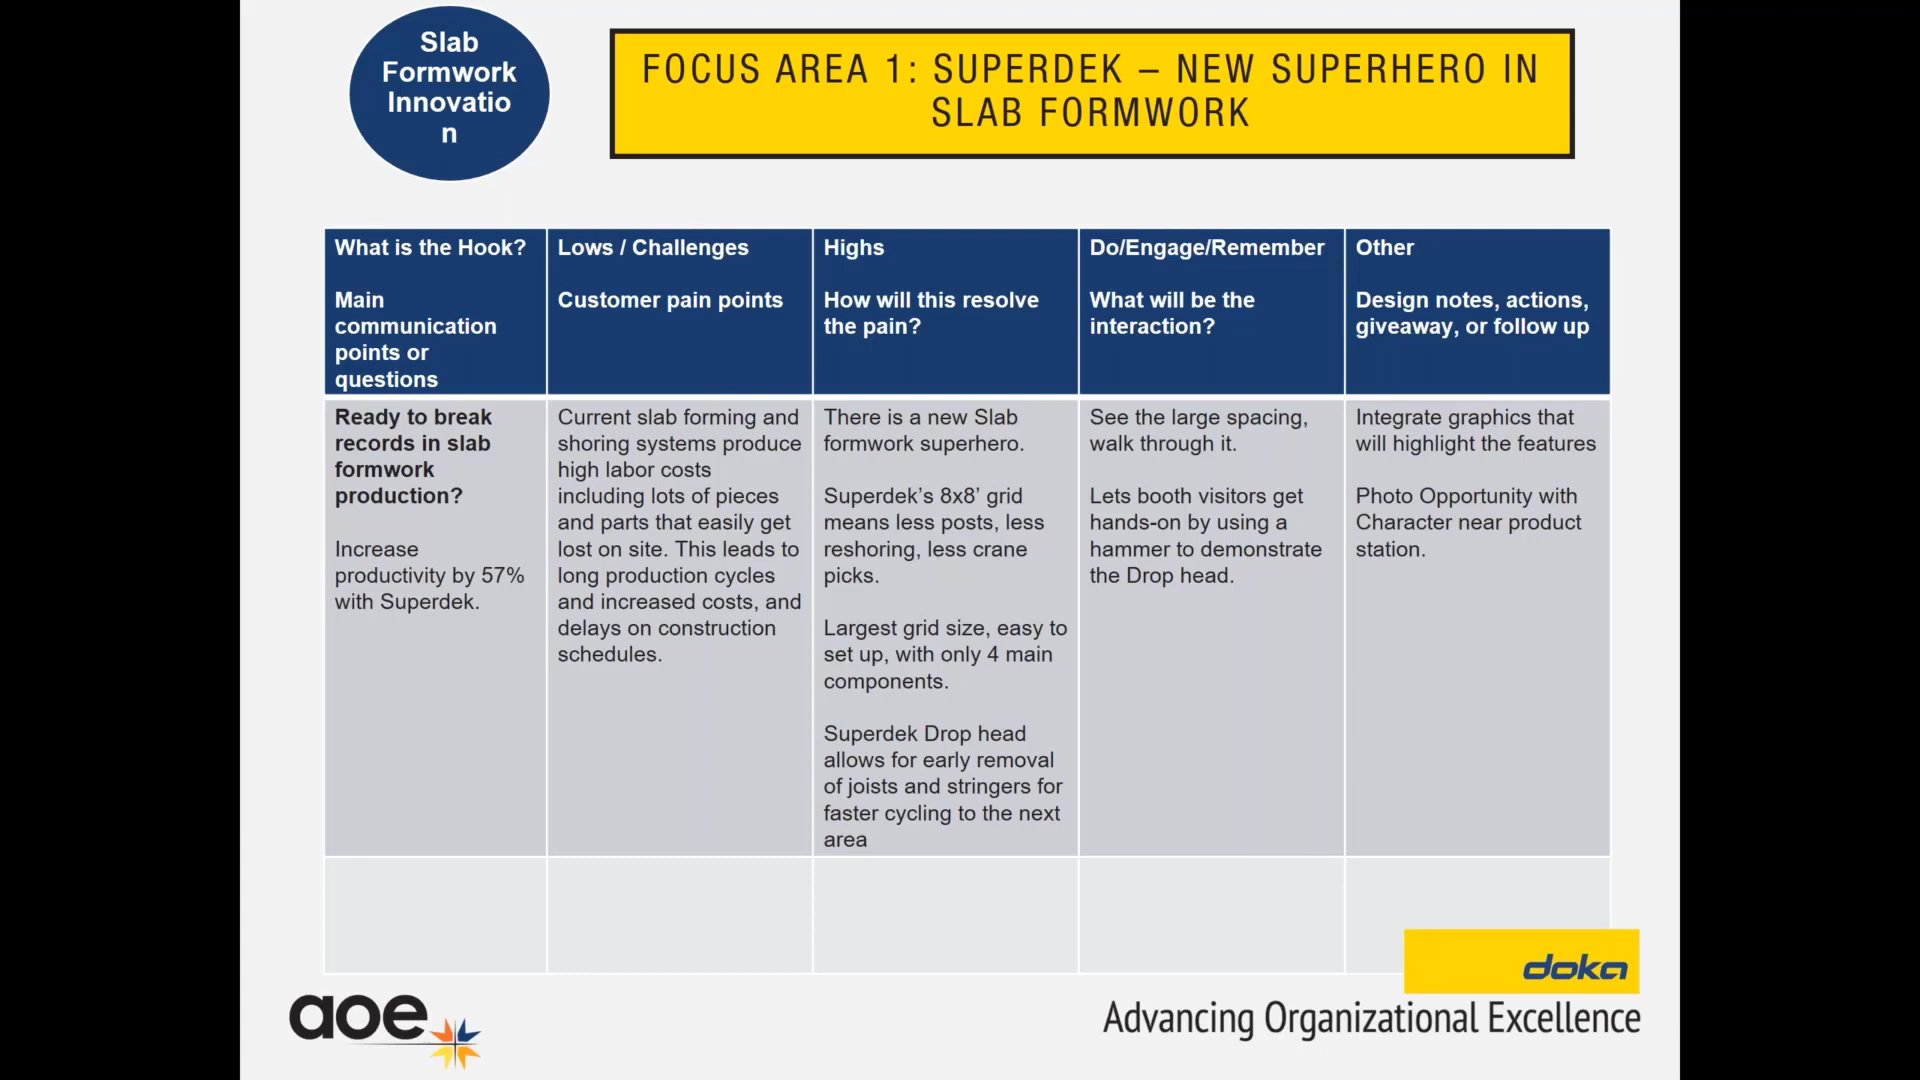 Slab
Formwork
Innovatio
n
FOCUS AREA 1: SUPERDEK – NEW SUPERHERO IN
SLAB FORMWORK
What is the Hook?
Main
communication
points or
questions
Lows / Challenges
Customer pain points
Highs
How will this resolve
the pain?
Do/Engage/Remember
What will be the
interaction?
Other
Design notes, actions,
giveaway, or follow up
Ready to break
records in slab
formwork
production?
Increase
productivity by 57%
with Superdek.
Current slab forming and
shoring systems produce
high labor costs
including lots of pieces
and parts that easily get
lost on site. This leads to
long production cycles
and increased costs, and
delays on construction
schedules.
There is a new Slab
formwork superhero.
Superdek’s 8x8’ grid
means less posts, less
reshoring, less crane
picks.
Largest grid size, easy to
set up, with only 4 main
components.
Superdek Drop head
allows for early removal
of joists and stringers for
faster cycling to the next
area
See the large spacing,
walk through it.
Lets booth visitors get
hands-on by using a
hammer to demonstrate
the Drop head.
Integrate graphics that
will highlight the features
Photo Opportunity with
Character near product
station.
doka
aoe
Advancing Organizational Excellence